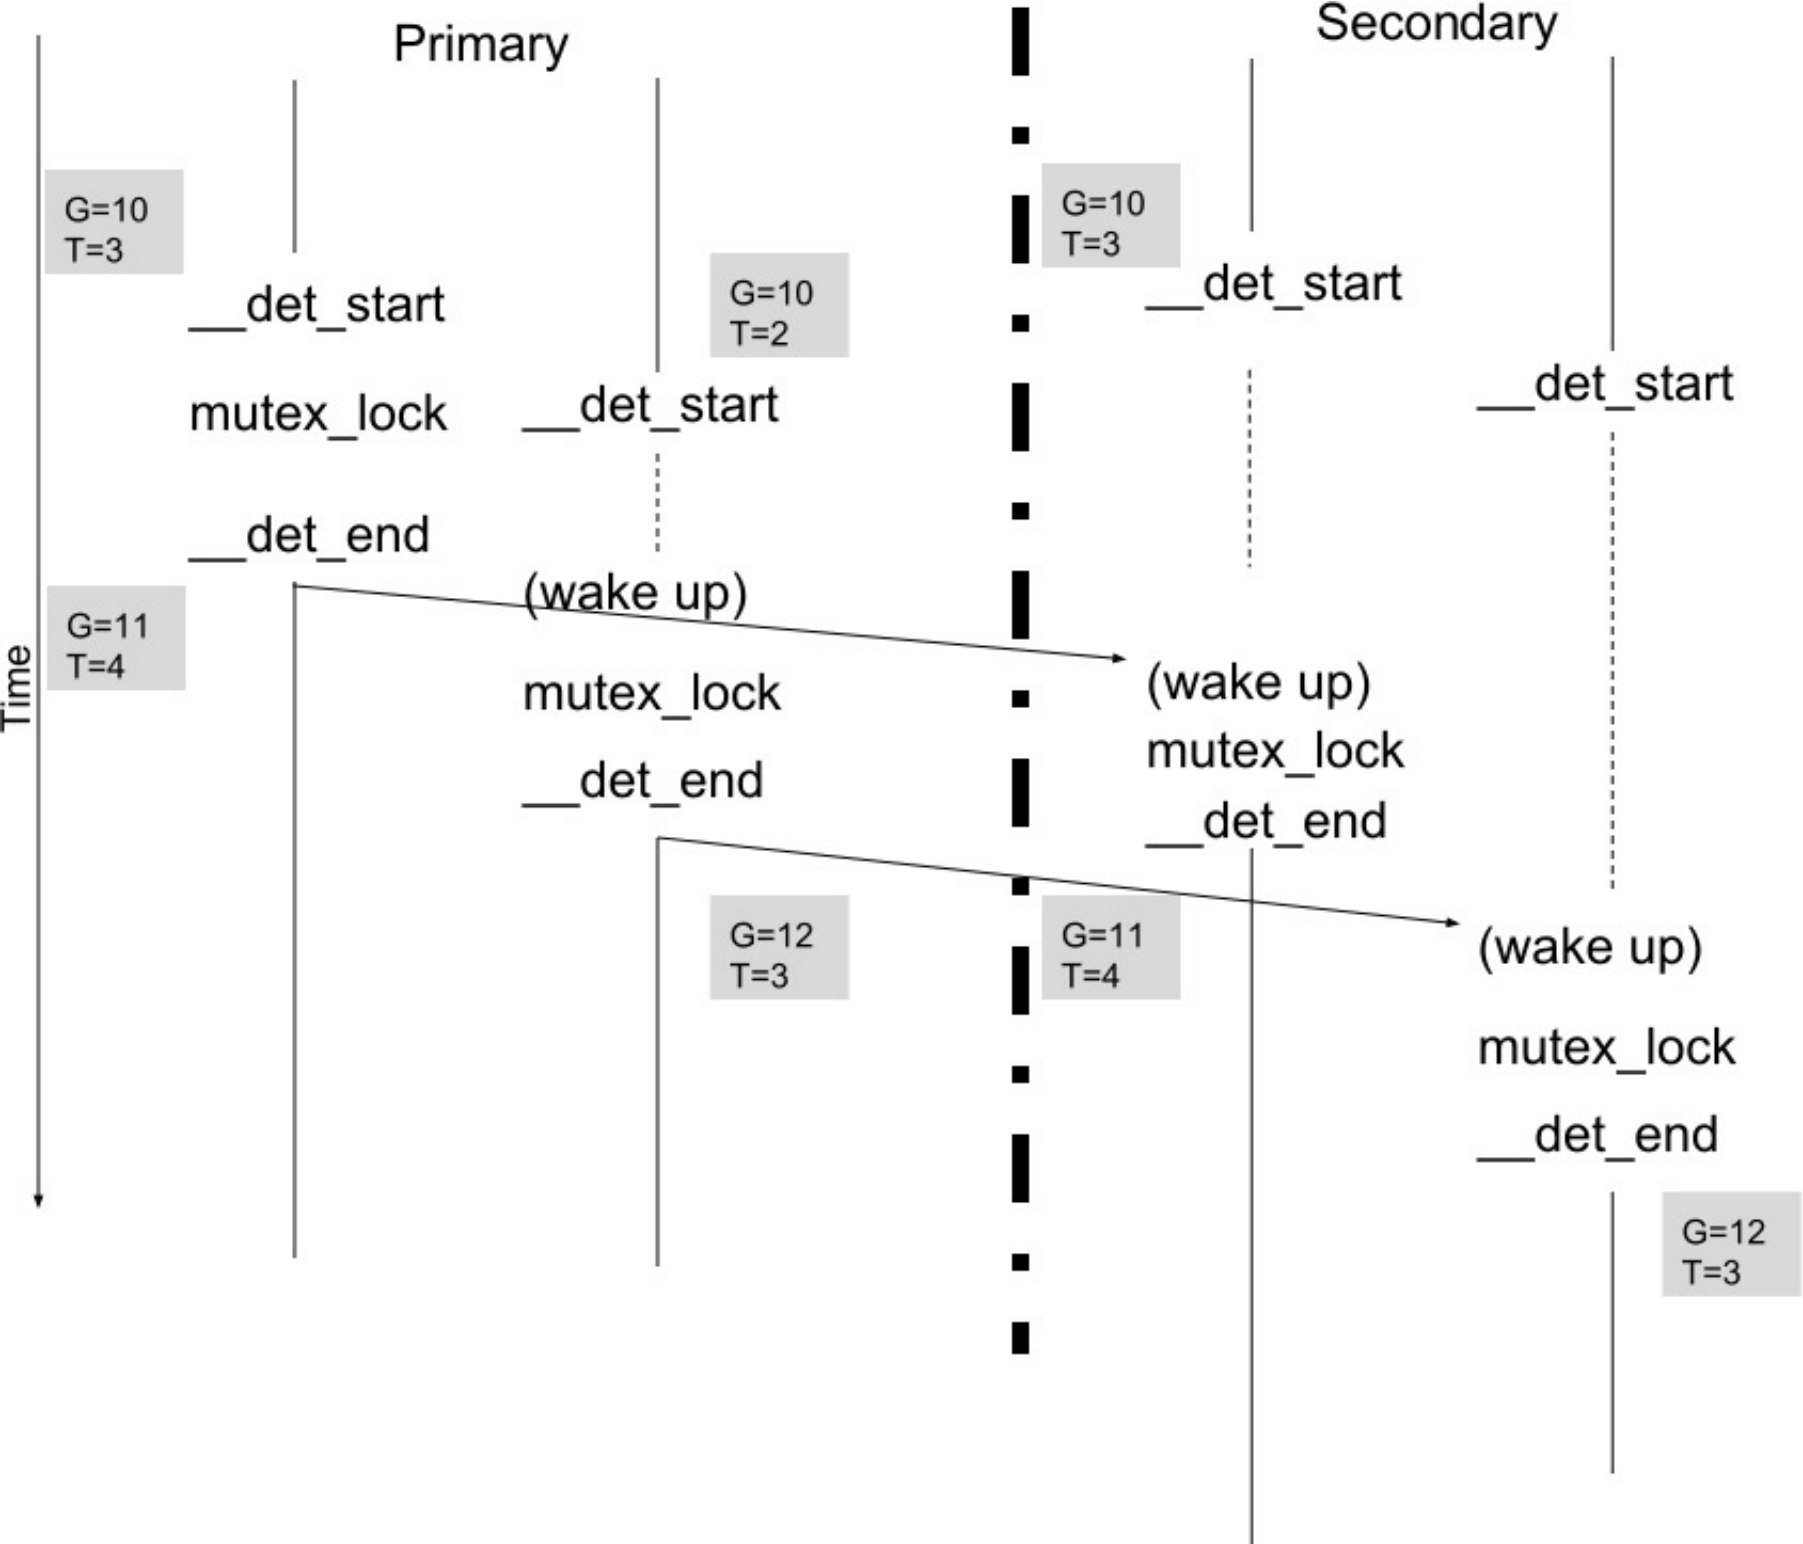 Primary
Secondary
Time
G=10
T=3
__det_start
mutex_lock
__det_end
G=11
T=4
G=10
T=2
__det_start
(wake up)
mutex_lock
__det_end
G=12
T=3
G=10
T=3
__det_start
(wake up)
mutex_lock
__det_end
G=11
T=4
__det_start
(wake up)
mutex_lock
__det_end
G=12
T=3